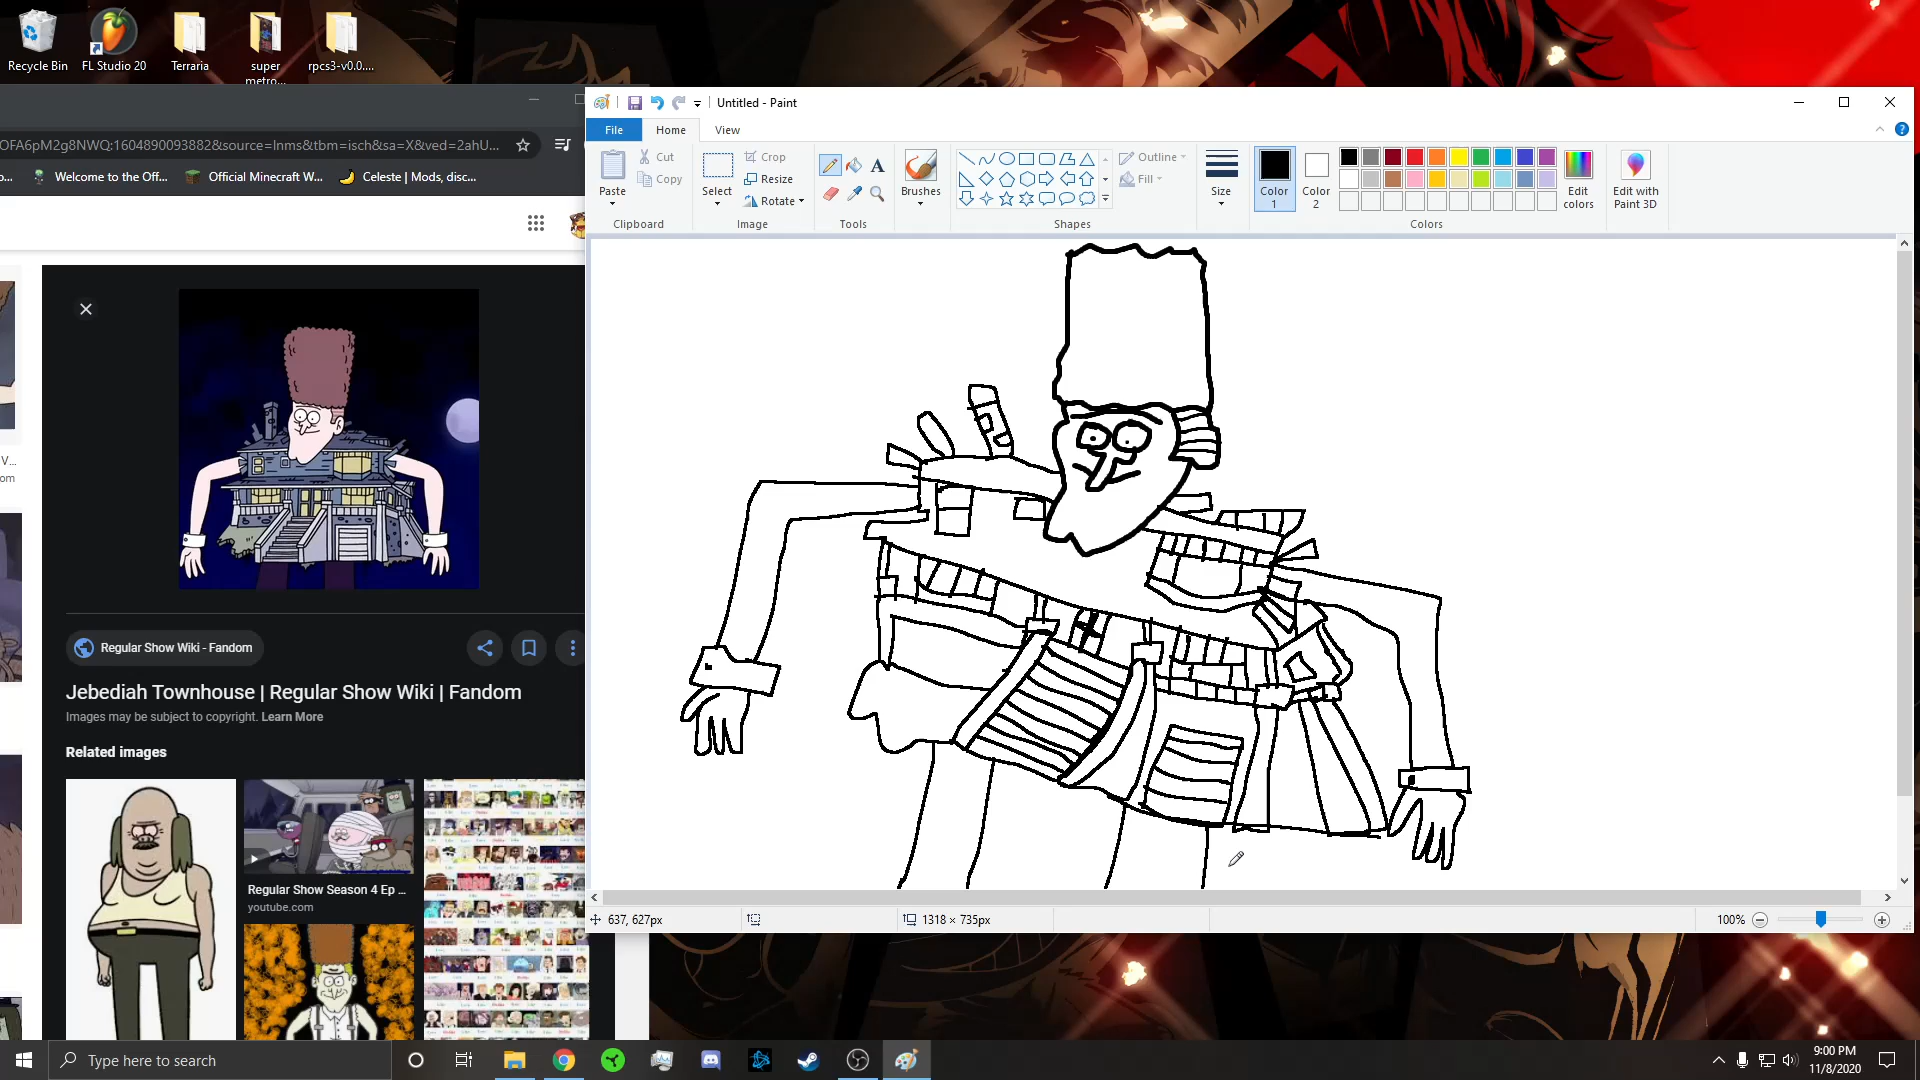 Recycle Bin
FL Studio 20
Terraria
super
metro...
rpcs3-v0.0....
Untitled - Paint
File
Home
View
Paste
Cut
Copy
Clipboard
Select
Crop
Resize
Rotate
Image
Tools
Brushes
Shapes
Outline
Fill
Size
Color
1
Color
2
Colors
Edit
colors
Edit with
Paint 3D
OFA6pM2g8NWQ:1604890093882&source=lnms&tbm=isch&sa=X&ved=2ahU...
o...
Welcome to the Off...
Official Minecraft W...
Celeste | Mods, disc...
V...
om
Regular Show Wiki - Fandom
Jebediah Townhouse | Regular Show Wiki | Fandom
Images may be subject to copyright. Learn More
Related images
Regular Show Season 4 Ep ...
youtube.com
637, 627px
1318 × 735px
100%
Type here to search
9:00 PM
11/8/2020